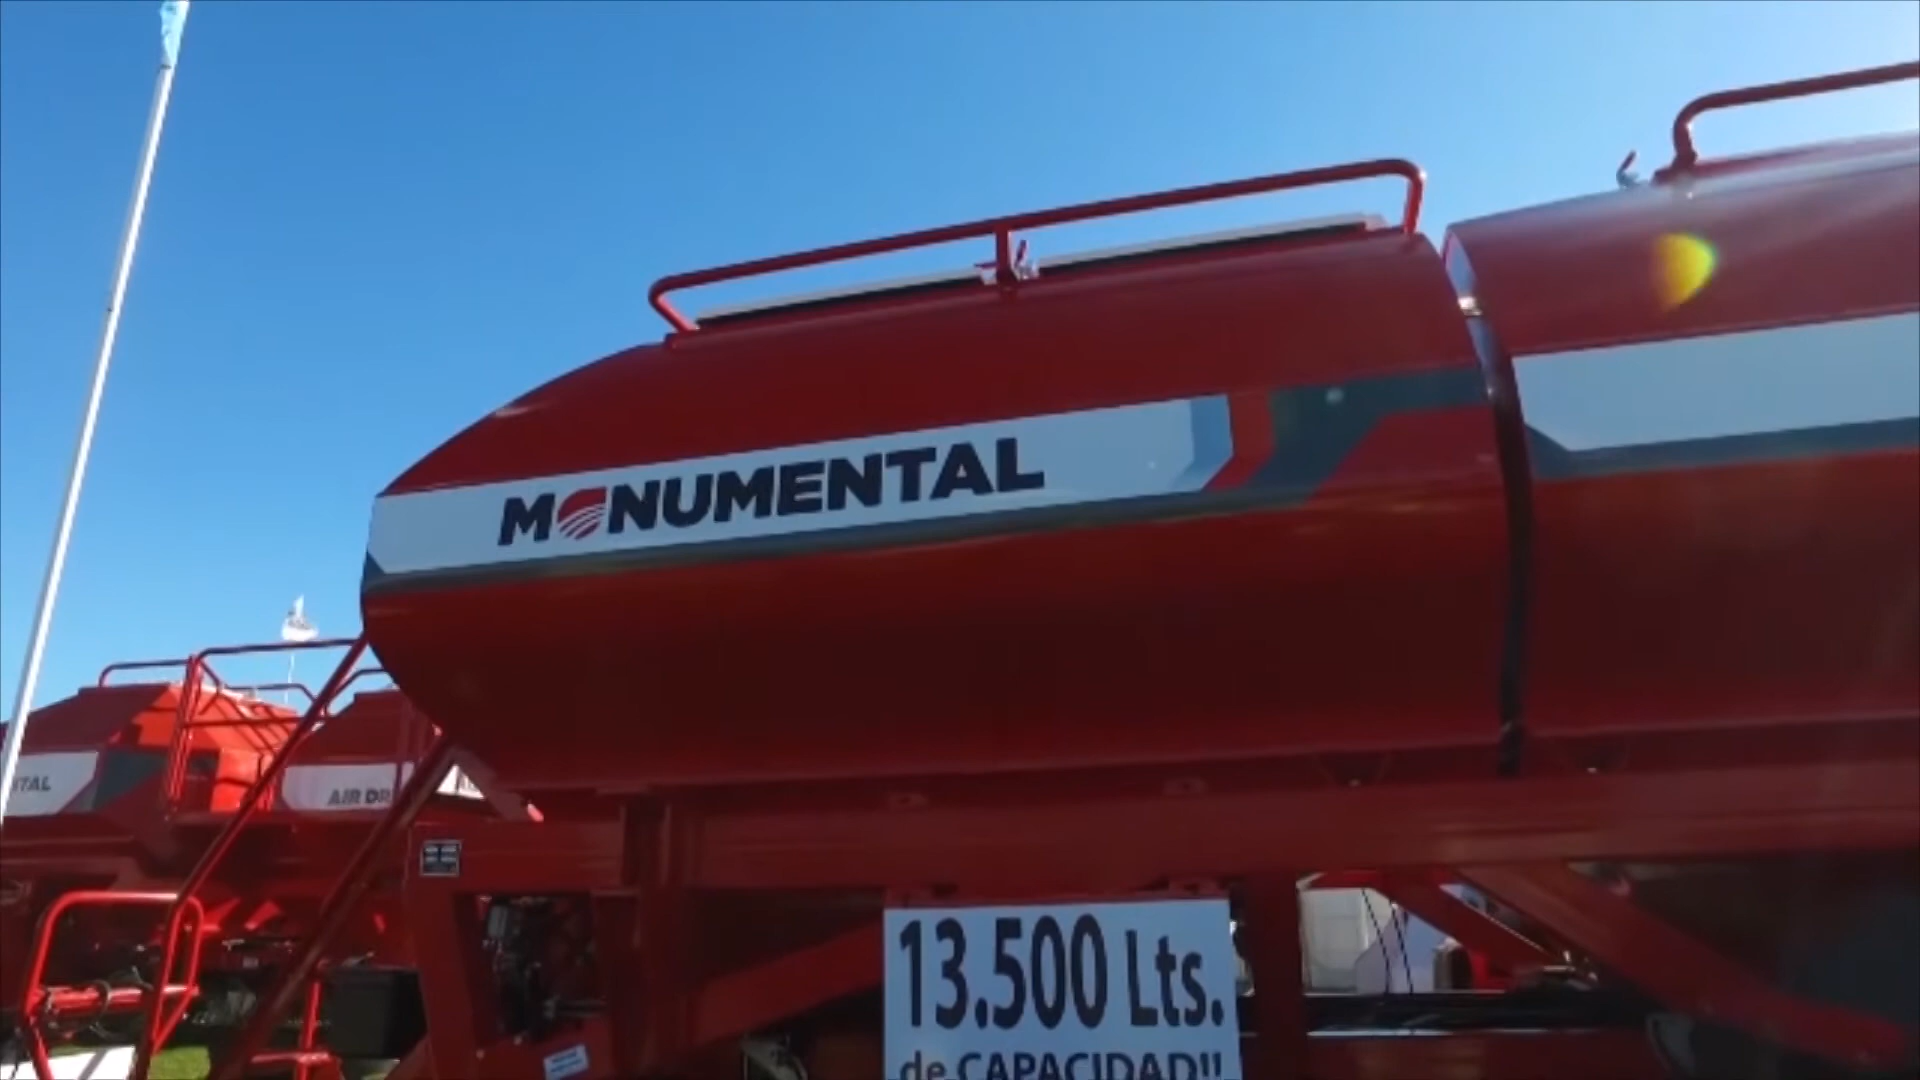 MONUMENTAL
TAL
AIR DR
13.500 Lts.
de CAPACIDAD!!